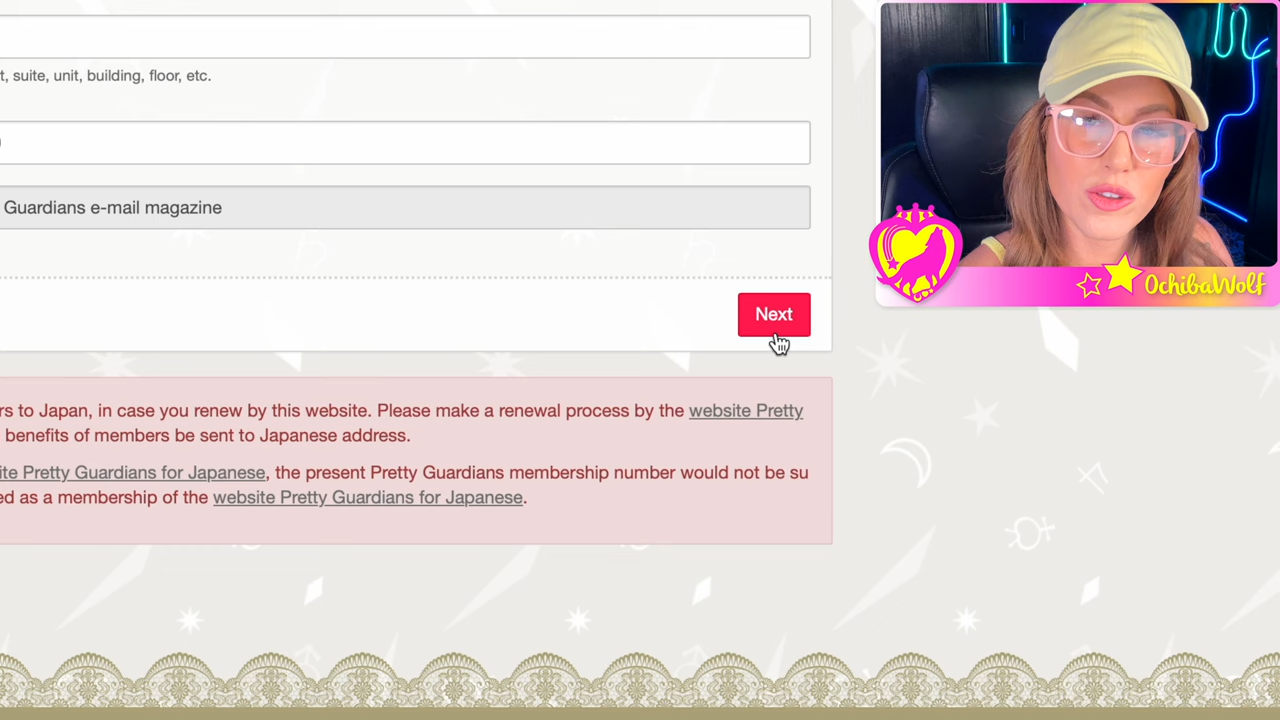 t, suite, unit, building, floor, etc.
Guardians e-mail magazine
Next
OchibaWolf
rs to Japan, in case you renew by this website. Please make a renewal process by the website Pretty
benefits of members be sent to Japanese address.
ite Pretty Guardians for Japanese, the present Pretty Guardians membership number would not be su
ed as a membership of the website Pretty Guardians for Japanese.